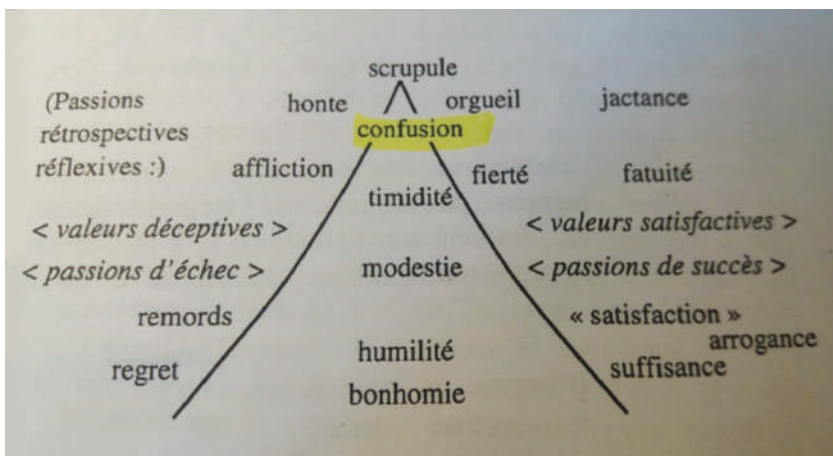 scrupule
(Passions honte orgueil jactance
rétrospectives confusion
réflexives :) affliction fierté fatuité
timidité
< valeurs déceptives > < valeurs satisfactives >
< passions d'échec > modestie < passions de succès >
remords « satisfaction »
arrogance
regret humilité suffisance
bonhomie